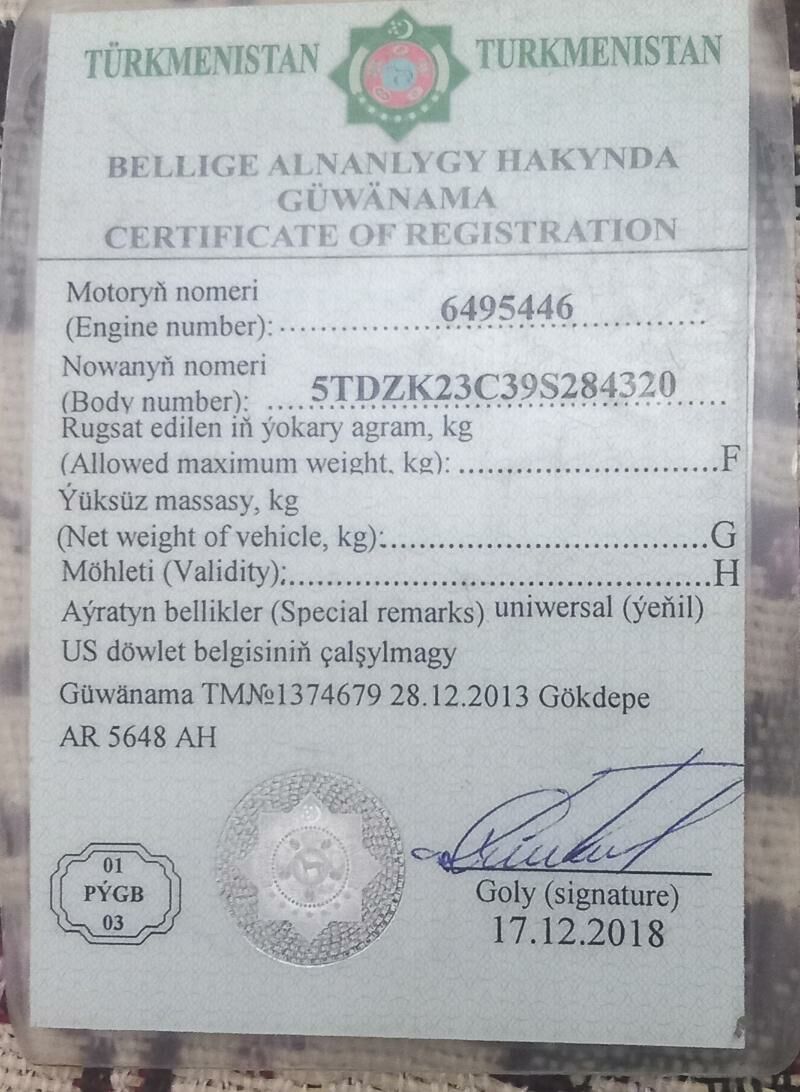 TÜRKMENISTAN TURKMENISTAN
BELLIGE ALNANLYGY HAKYNDA
GÜWÄNAMA
CERTIFICATE OF REGISTRATION
Motoryň nomeri
(Engine number): 6495446
Nowanyň nomeri
(Body number): 5TDZK23C39S284320
Rugsat edilen iň ýokary agram, kg
(Allowed maximum weight, kg): F
Ýüksüz massasy, kg
(Net weight of vehicle, kg): G
Möhleti (Validity): H
Aýratyn bellikler (Special remarks) uniwersal (ýeňil)
US döwlet belgisiniň çalşylmagy
Güwänama TM№1374679 28.12.2013 Gökdepe
AR 5648 AH
01
PÝGB
03
Goly (signature)
17.12.2018